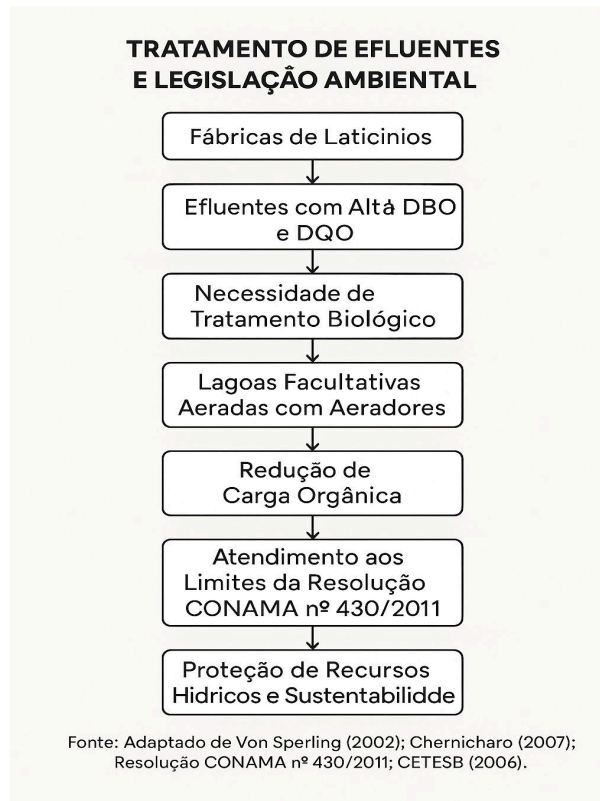 TRATAMENTO DE EFLUENTES
E LEGISLAÇÃO AMBIENTAL
Fábricas de Laticinios
Efluentes com Altȧ DBO
e DQO
Necessidade de
Tratamento Biológico
Lagoas Facultativas
Aeradas com Aeradores
Redução de
Carga Orgânica
Atendimento aos
Limites da Resolução
CONAMA nº 430/2011
Proteção de Recursos
Hidricos e Sustentabilidde
Fonte: Adaptado de Von Sperling (2002); Chernicharo (2007);
Resolução CONAMA nº 430/2011; CETESB (2006).